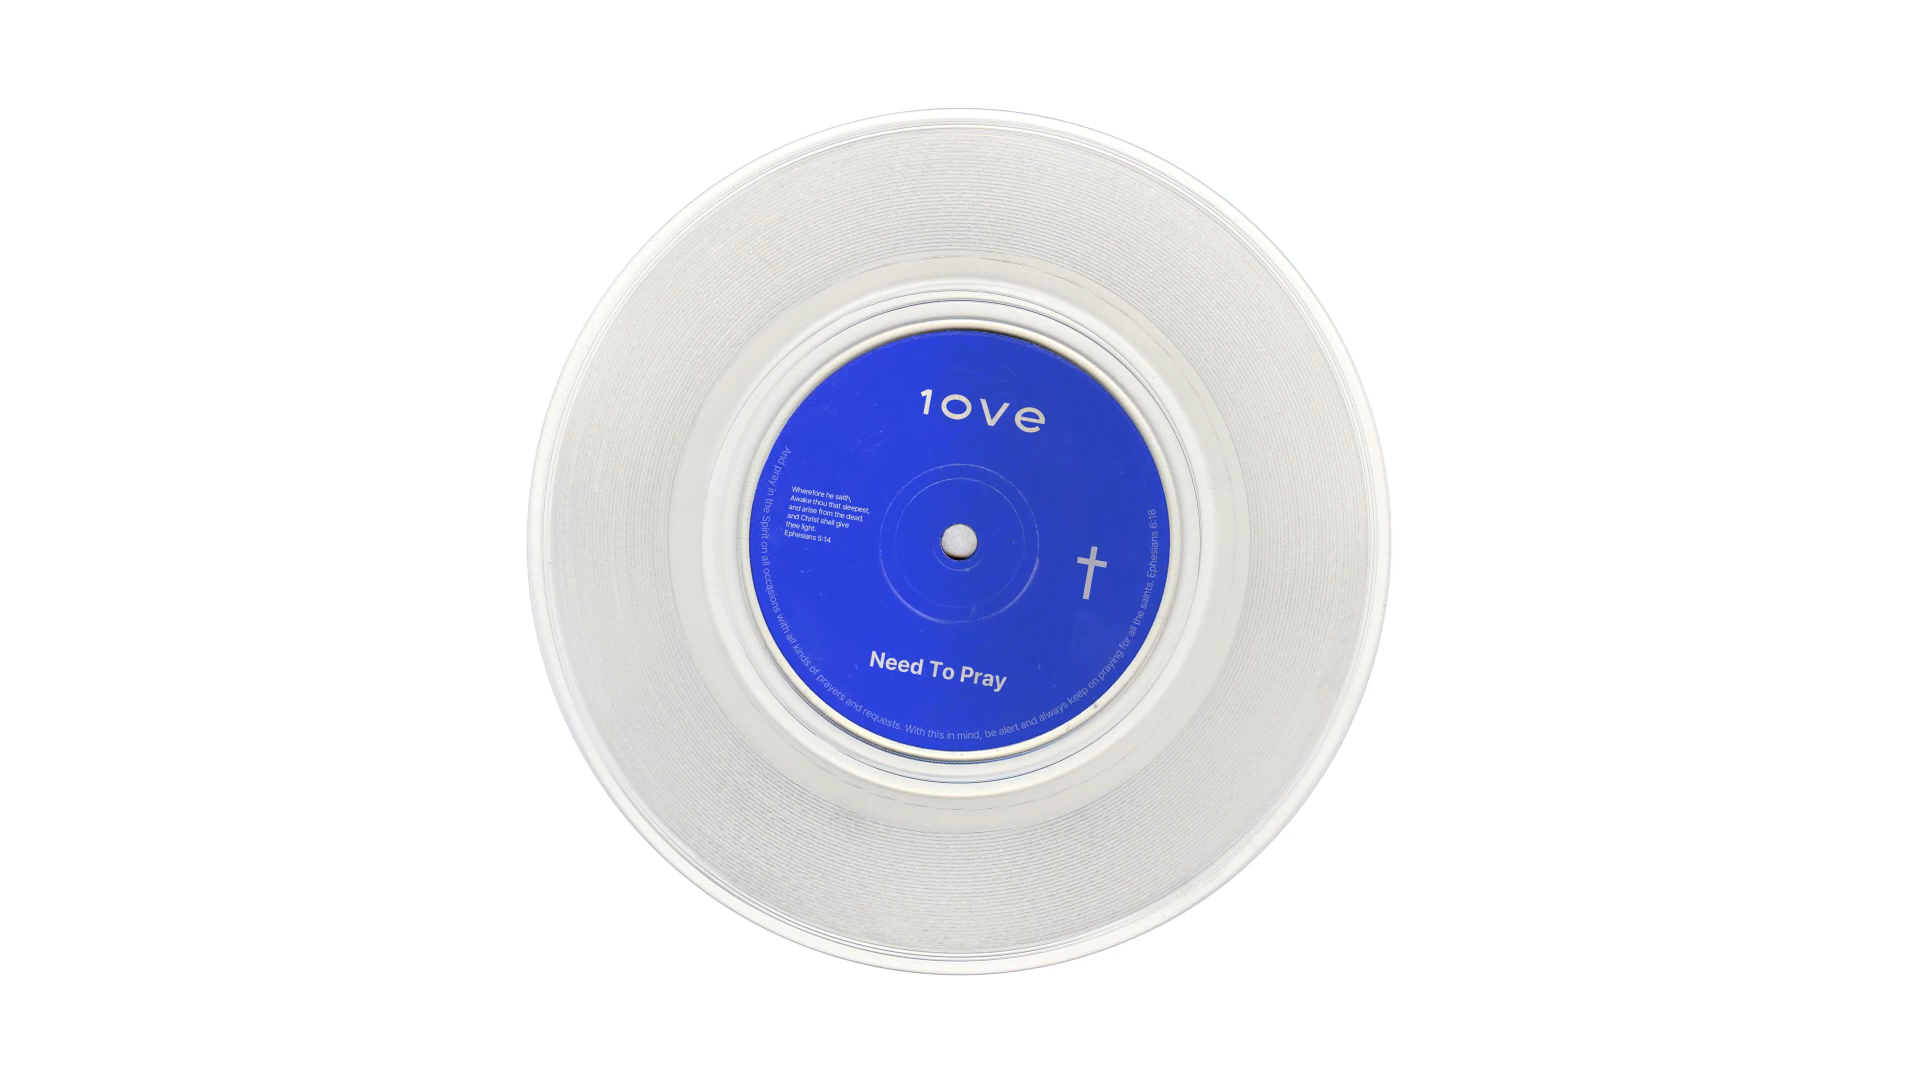 1ove
Wherefore he saith,
Awake thou that sleepest,
and arise from the dead,
and Christ shall give
thee light.
Ephesians 5:14
Need To Pray
And pray in the Spirit on all occasions with all kinds of prayers and requests. With this in mind, be alert and always keep on praying for all the saints. Ephesians 6:18